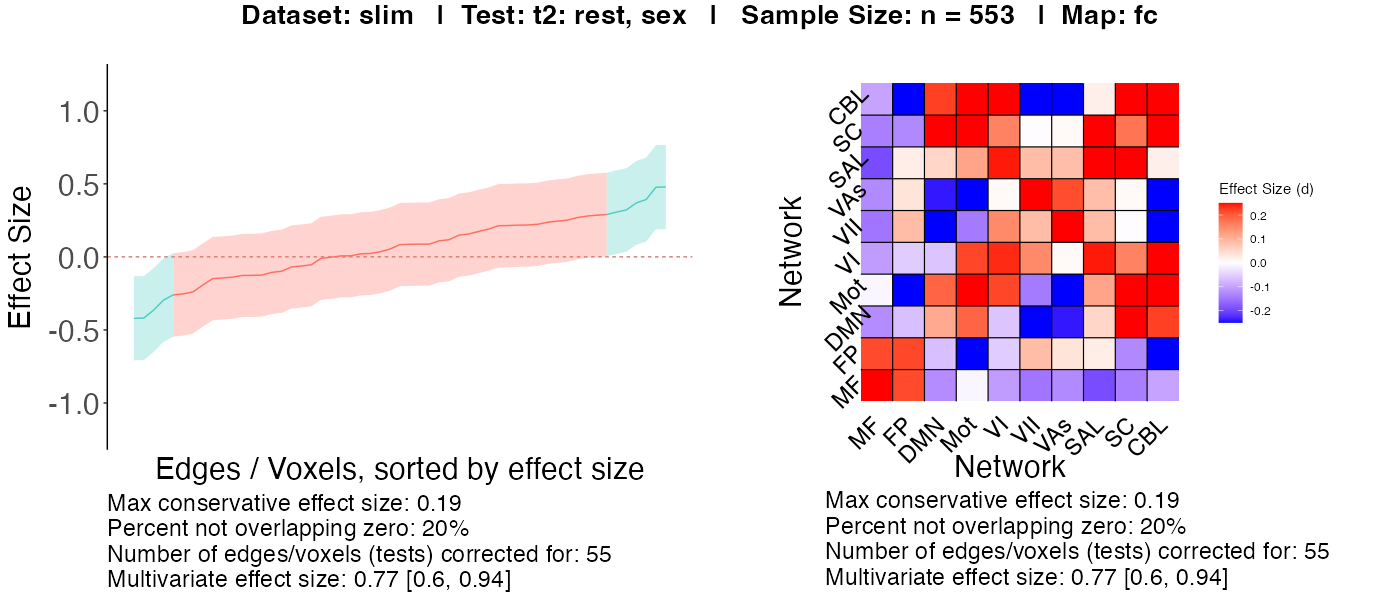 Dataset: slim | Test: t2: rest, sex | Sample Size: n = 553 | Map: fc
Effect Size
1.0
0.5
0.0
-0.5
-1.0
Edges / Voxels, sorted by effect size
Max conservative effect size: 0.19
Percent not overlapping zero: 20%
Number of edges/voxels (tests) corrected for: 55
Multivariate effect size: 0.77 [0.6, 0.94]
Network
CBL
SC
SAL
VAs
VII
VI
Mot
DMN
FP
MF
MF
FP
DMN
Mot
VI
VII
VAs
SAL
SC
CBL
Network
Effect Size (d)
0.2
0.1
0.0
-0.1
-0.2
Max conservative effect size: 0.19
Percent not overlapping zero: 20%
Number of edges/voxels (tests) corrected for: 55
Multivariate effect size: 0.77 [0.6, 0.94]